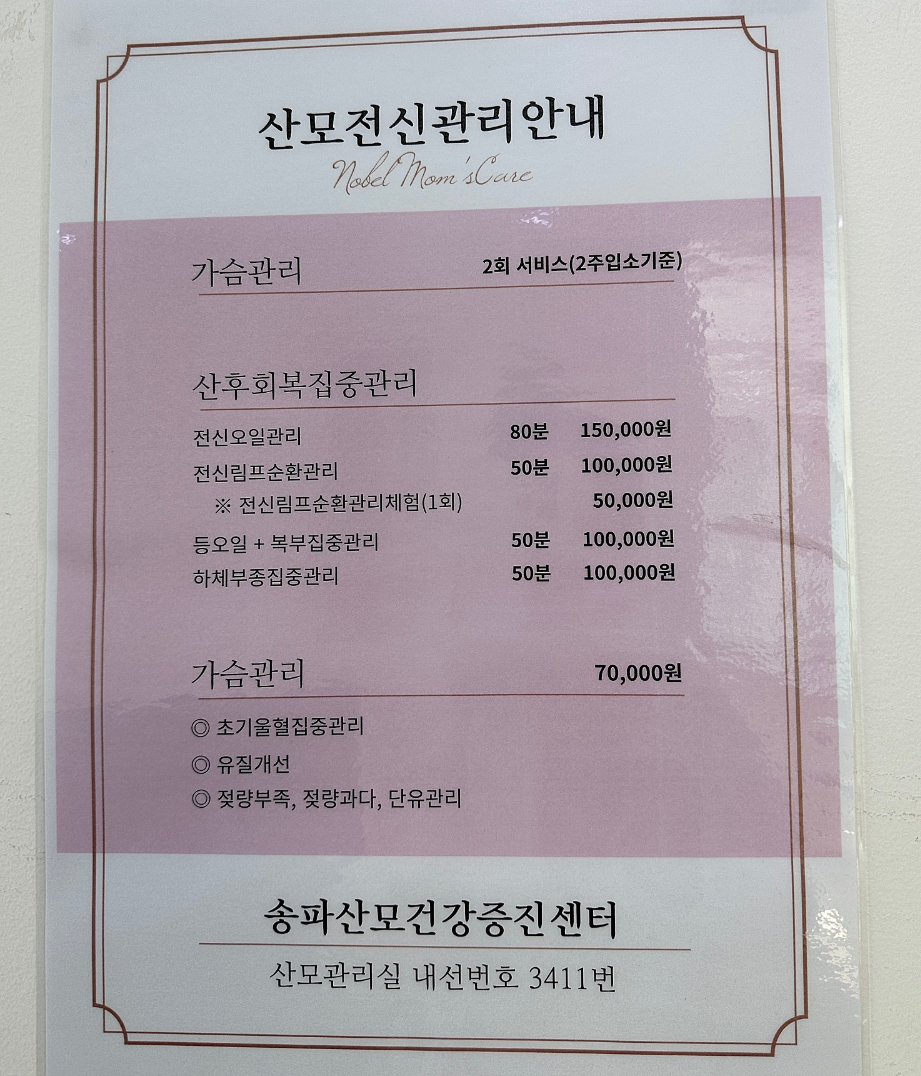 산모전신관리안내
Nobel Mom'sCare
가슴관리 2회 서비스(2주입소기준)
산후회복집중관리
전신오일관리 80분 150,000원
전신림프순환관리 50분 100,000원
※ 전신림프순환관리체험(1회) 50,000원
등오일 + 복부집중관리 50분 100,000원
하체부종집중관리 50분 100,000원
가슴관리 70,000원
◎ 초기울혈집중관리
◎ 유질개선
◎ 젖량부족, 젖량과다, 단유관리
송파산모건강증진센터
산모관리실 내선번호 3411번